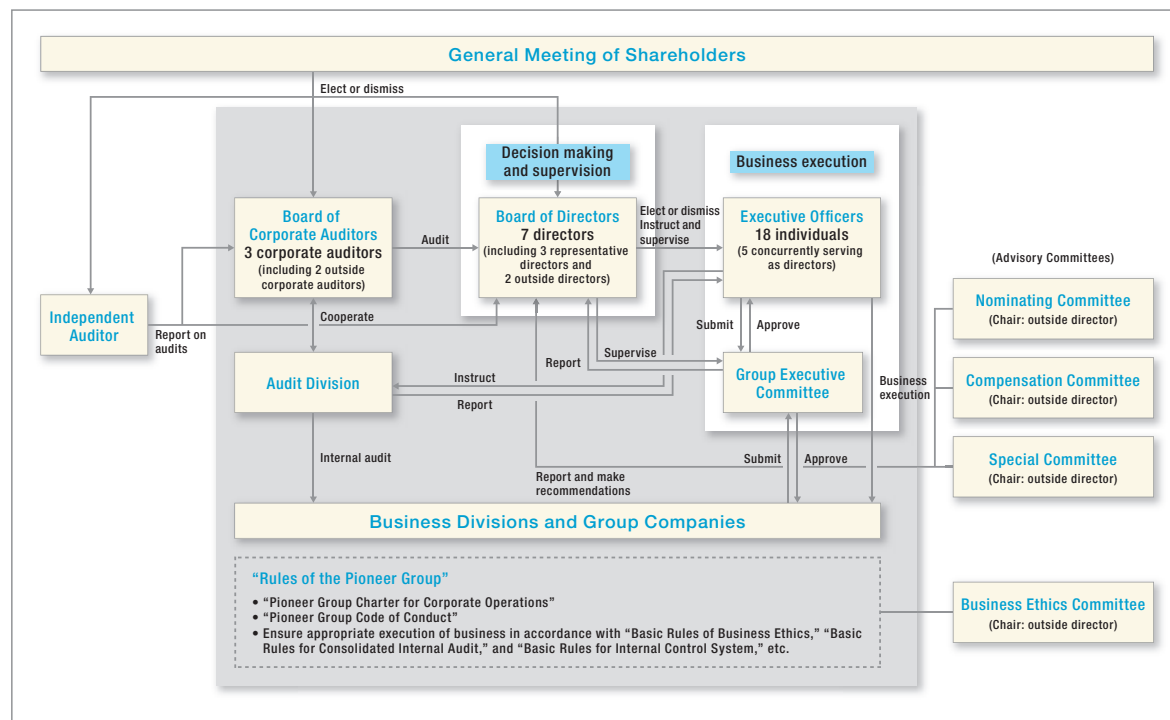 General Meeting of Shareholders
Elect or dismiss
Decision making
and supervision
Business execution
Board of
Corporate Auditors
3 corporate auditors
(including 2 outside
corporate auditors)
Audit
Board of Directors
7 directors
(including 3 representative
directors and
2 outside directors)
Elect or dismiss
Instruct and
supervise
Executive Officers
18 individuals
(5 concurrently serving
as directors)
(Advisory Committees)
Nominating Committee
(Chair: outside director)
Independent
Auditor
Report on
audits
Cooperate
Submit
Approve
Audit Division
Instruct
Report
Report
Supervise
Group Executive
Committee
Business
execution
Compensation Committee
(Chair: outside director)
Internal audit
Report and make
recommendations
Submit
Approve
Special Committee
(Chair: outside director)
Business Divisions and Group Companies
“Rules of the Pioneer Group”
• “Pioneer Group Charter for Corporate Operations”
• “Pioneer Group Code of Conduct”
• Ensure appropriate execution of business in accordance with “Basic Rules of Business Ethics,” “Basic
Rules for Consolidated Internal Audit,” and “Basic Rules for Internal Control System,” etc.
Business Ethics Committee
(Chair: outside director)